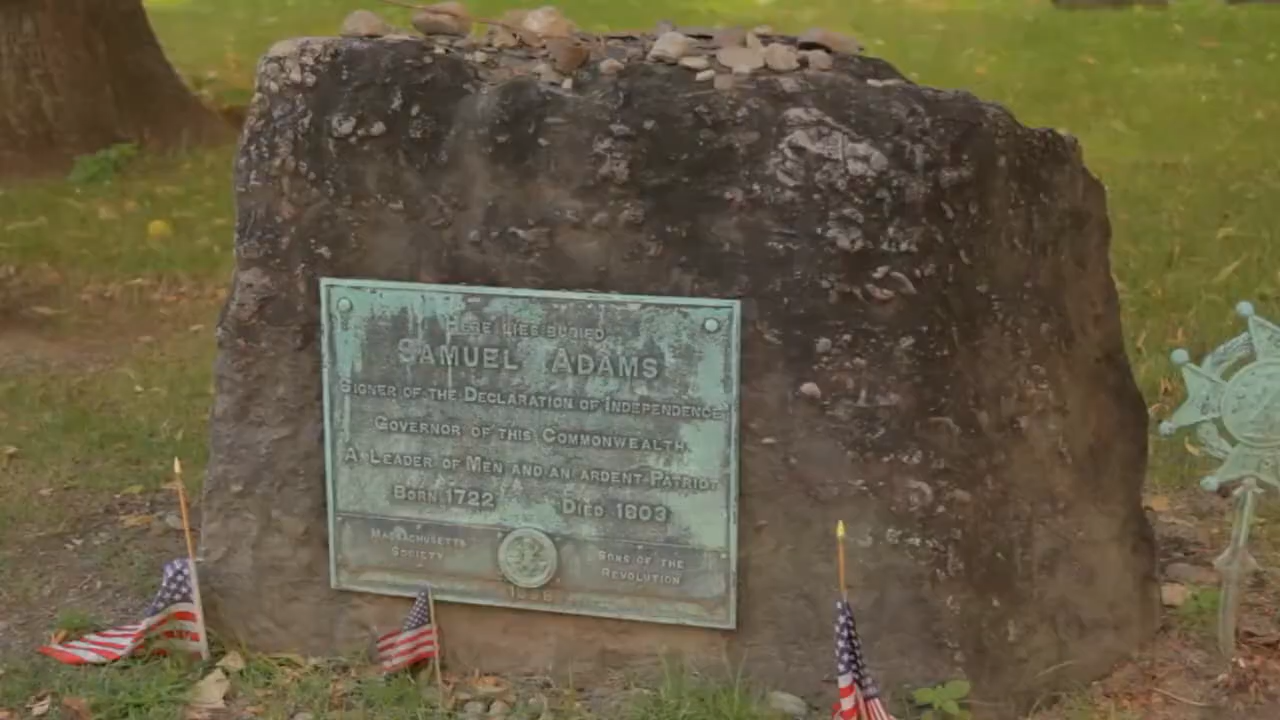 HERE LIES BURIED
SAMUEL ADAMS
SIGNER OF THE DECLARATION OF INDEPENDENCE
GOVERNOR OF THIS COMMONWEALTH
A LEADER OF MEN AND AN ARDENT PATRIOT
BORN 1722 DIED 1803
MASSACHUSETTS SONS OF THE
SOCIETY REVOLUTION